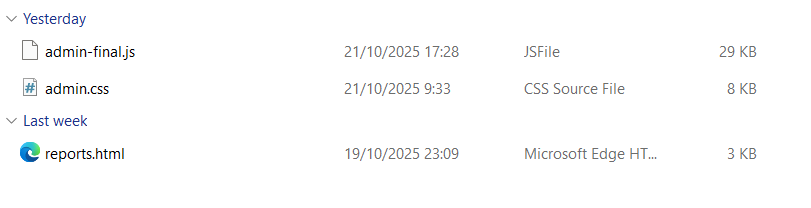 Yesterday
admin-final.js 21/10/2025 17:28 JSFile 29 KB
admin.css 21/10/2025 9:33 CSS Source File 8 KB
Last week
reports.html 19/10/2025 23:09 Microsoft Edge HT... 3 KB